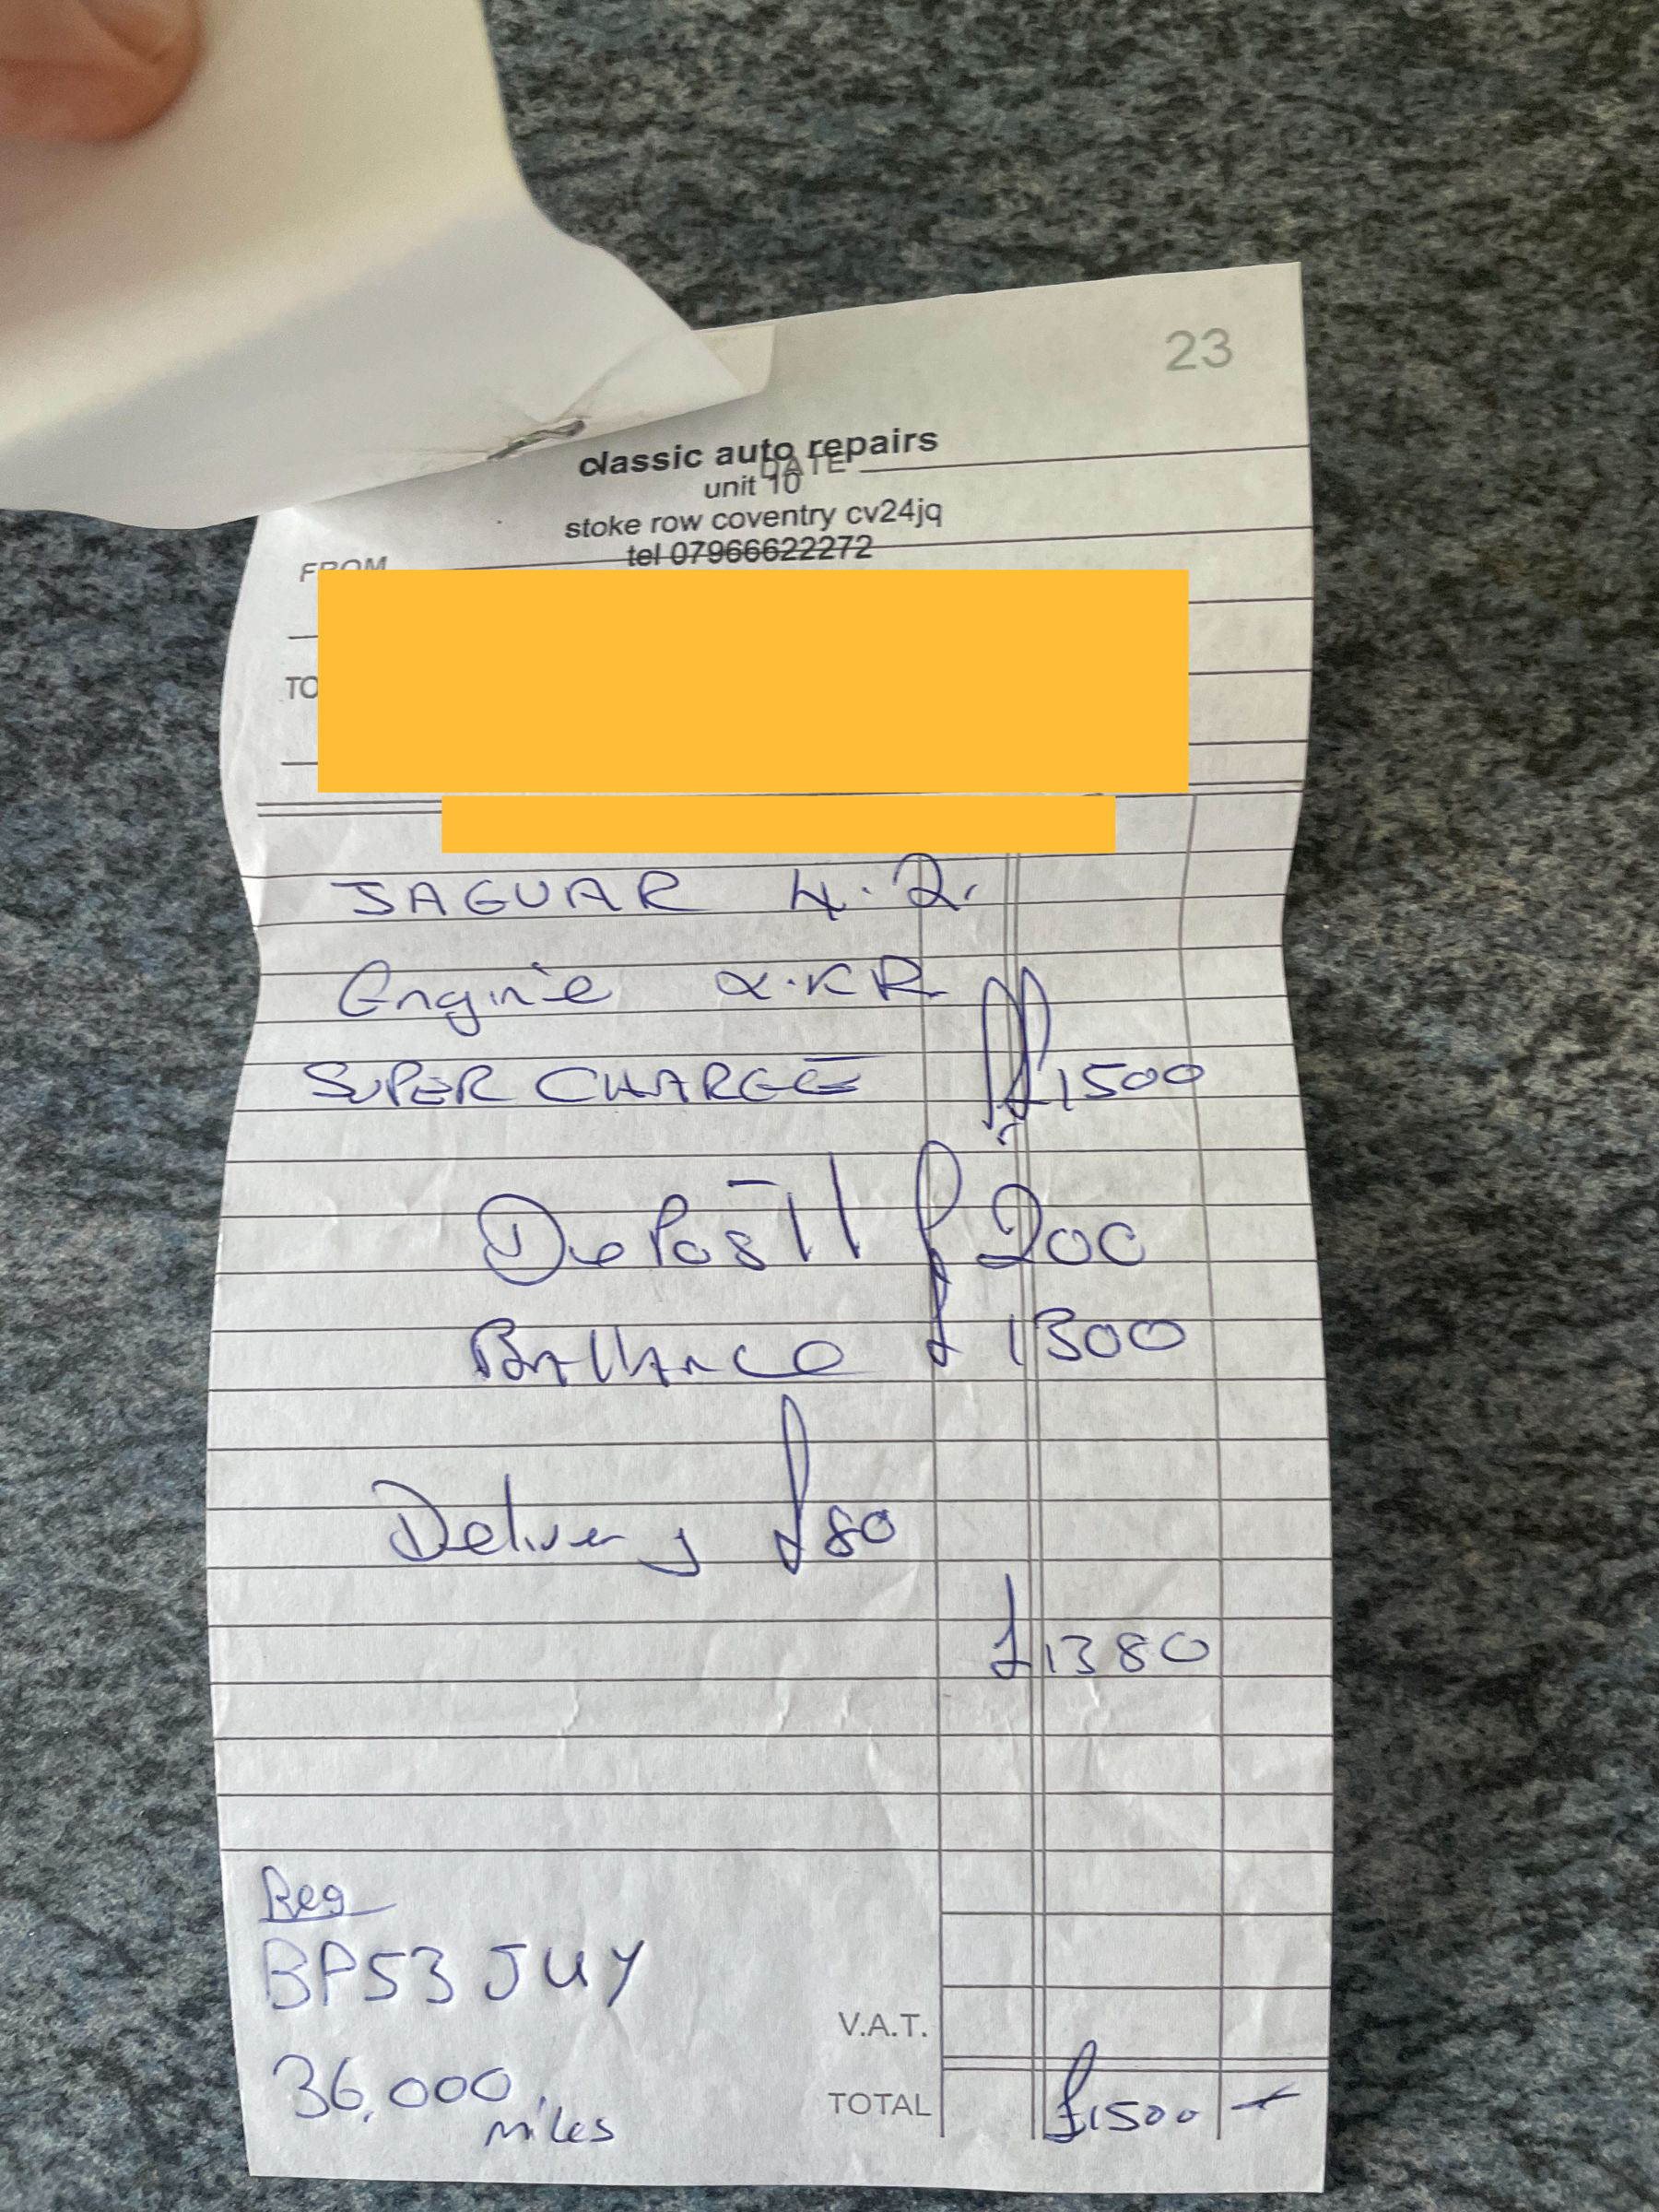 23
classic auto repairs
DATE
unit 10
stoke row coventry cv24jq
tel 07966622272
FROM
TO
JAGUAR 4.2.
Engine X.KR
SUPER CHARGE £1500
Deposit £200
Ballance £1300
Delivery £80
£1380
Reg
BP53 JUY
36,000
miles
V.A.T.
TOTAL £1500 -